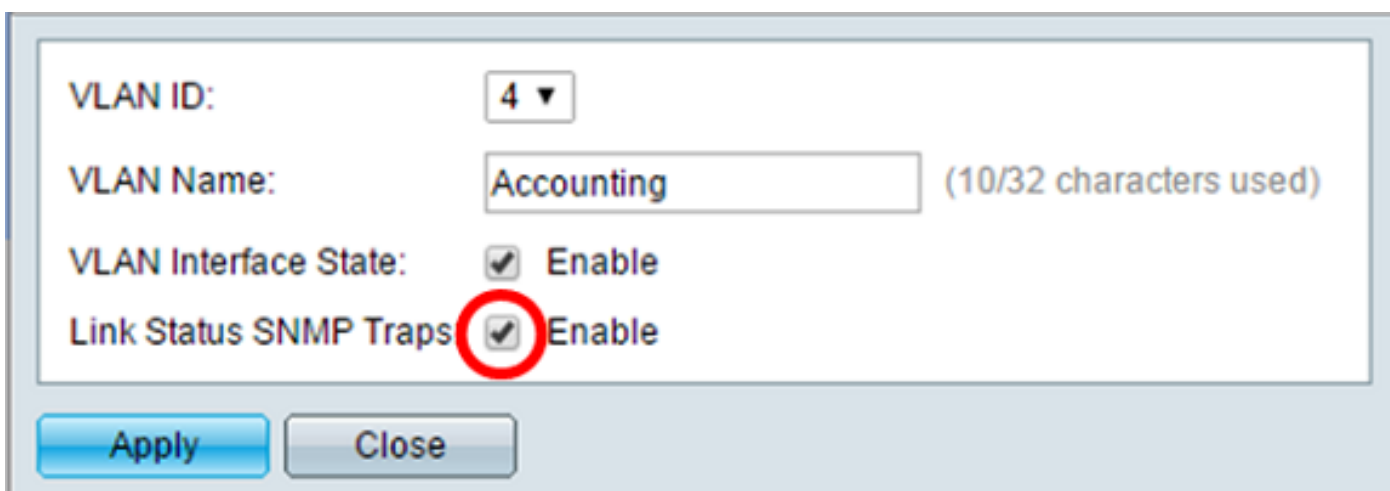 VLAN ID: 4
VLAN Name: Accounting (10/32 characters used)
VLAN Interface State: Enable
Link Status SNMP Traps Enable
Apply Close